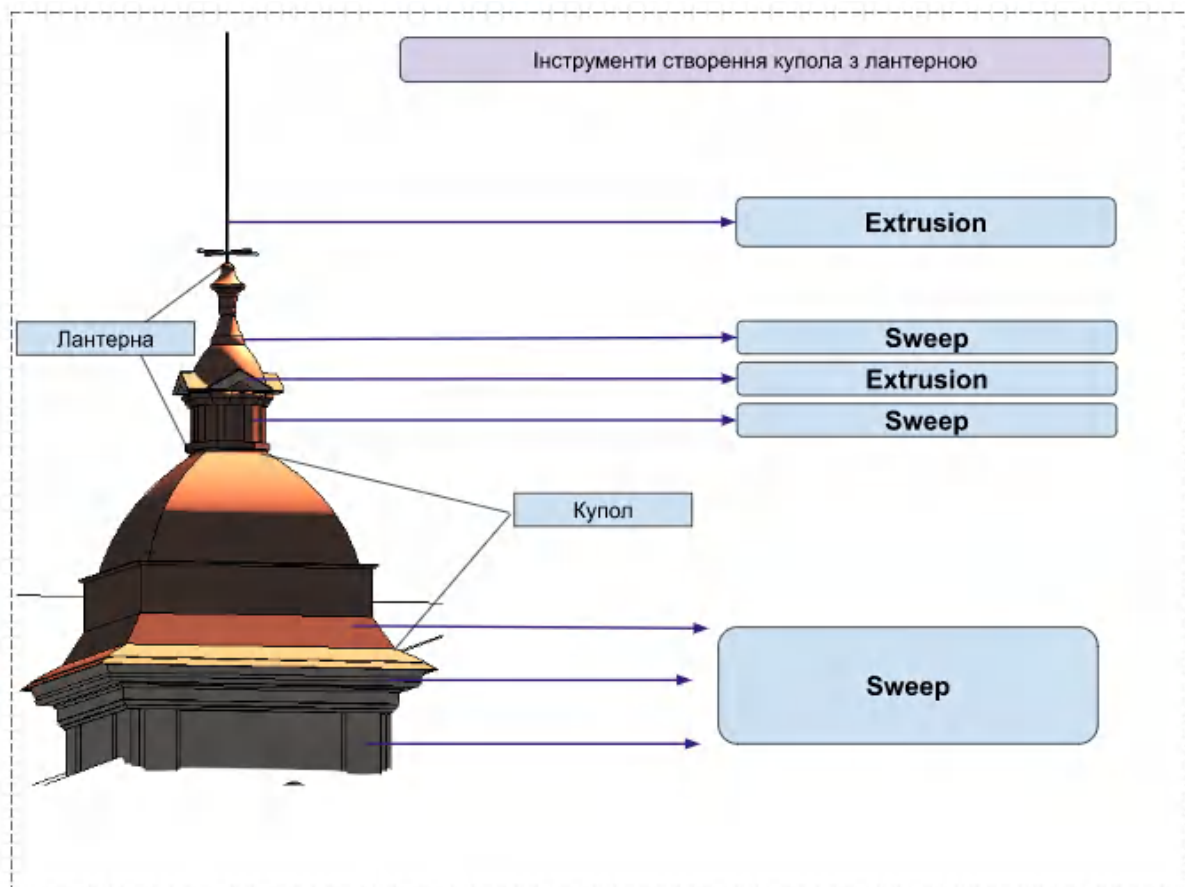 Інструменти створення купола з лантерною
Extrusion
Лантерна
Sweep
Extrusion
Sweep
Купол
Sweep